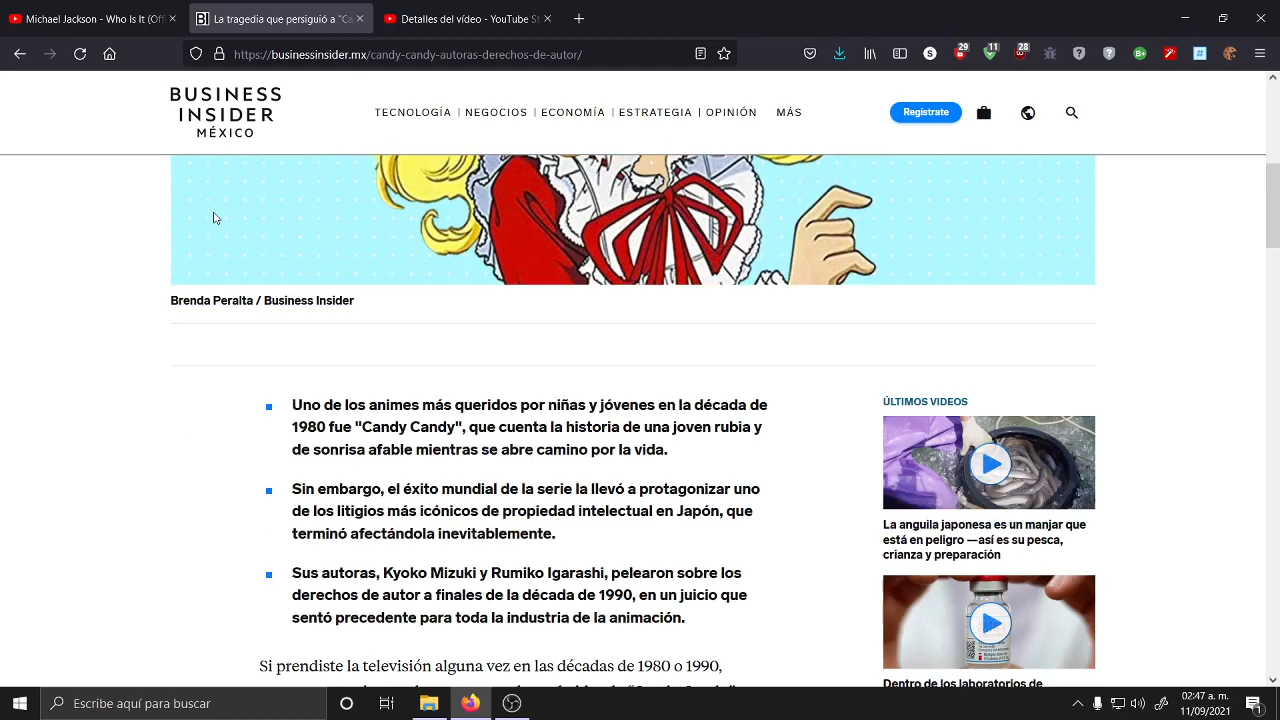 Michael Jackson - Who Is It (Offi
La tragedia que persiguió a "Ca
Detalles del vídeo - YouTube St
https://businessinsider.mx/candy-candy-autoras-derechos-de-autor/
29
11
28
BUSINESS
INSIDER
MÉXICO
TECNOLOGÍA | NEGOCIOS | ECONOMÍA | ESTRATEGIA | OPINIÓN MÁS
Regístrate
Brenda Peralta / Business Insider
Uno de los animes más queridos por niñas y jóvenes en la década de
1980 fue "Candy Candy", que cuenta la historia de una joven rubia y
de sonrisa afable mientras se abre camino por la vida.
Sin embargo, el éxito mundial de la serie la llevó a protagonizar uno
de los litigios más icónicos de propiedad intelectual en Japón, que
terminó afectándola inevitablemente.
Sus autoras, Kyoko Mizuki y Rumiko Igarashi, pelearon sobre los
derechos de autor a finales de la década de 1990, en un juicio que
sentó precedente para toda la industria de la animación.
Si prendiste la televisión alguna vez en las décadas de 1980 o 1990,
ÚLTIMOS VIDEOS
La anguila japonesa es un manjar que
está en peligro —así es su pesca,
crianza y preparación
Dentro de los laboratorios de
Escribe aquí para buscar
02:47 a. m.
11/09/2021